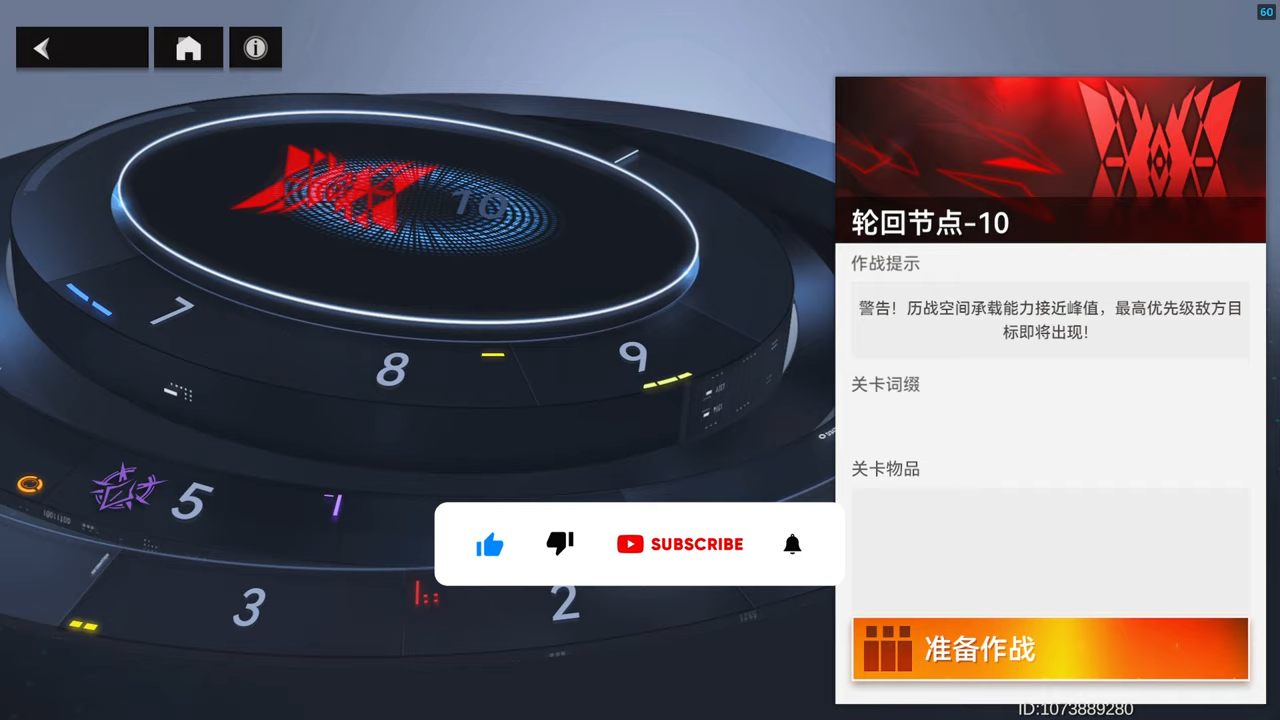 60
轮回节点-10
作战提示
警告！历战空间承载能力接近峰值，最高优先级敌方目
标即将出现！
关卡词缀
关卡物品
准备作战
ID:1073889280
10
7
8
9
5
3
2
SUBSCRIBE